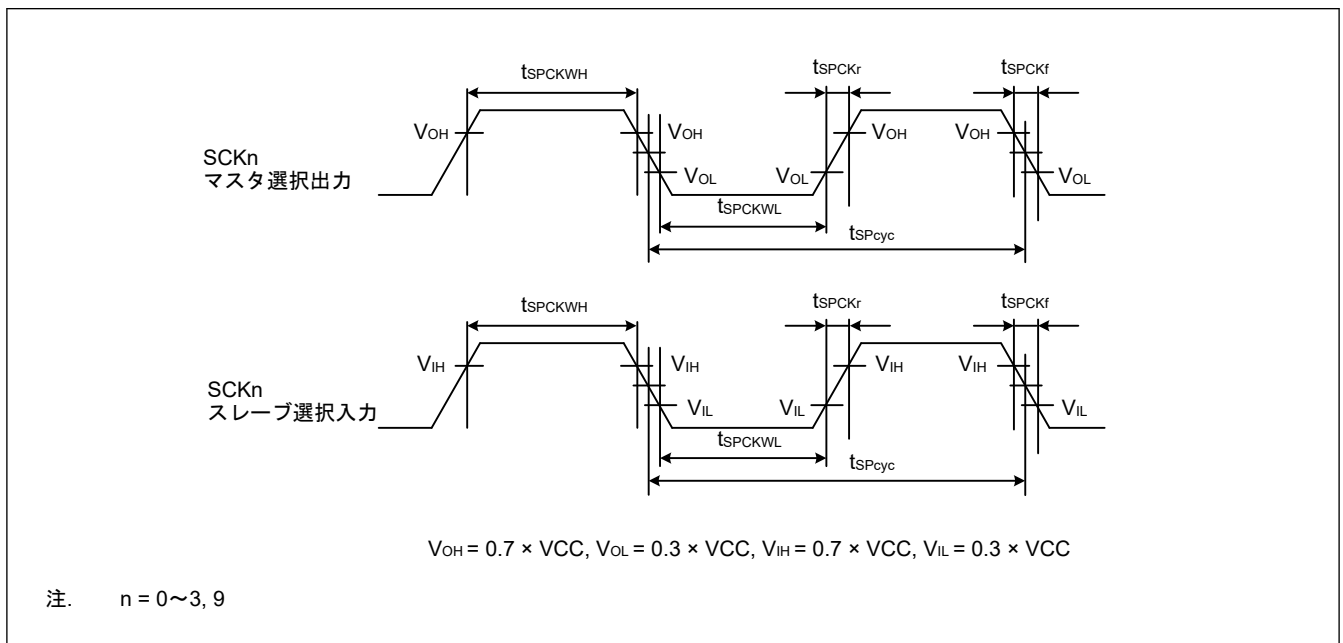 tSPCKWH
tSPCKr
tSPCKf
VOH
VOH
VOH
VOH
SCKn
マスタ選択出力
VOL
VOL
VOL
tSPCKWL
tSPcyc
tSPCKWH
tSPCKr
tSPCKf
VIH
VIH
VIH
VIH
SCKn
スレーブ選択入力
VIL
VIL
VIL
tSPCKWL
tSPcyc
VOH = 0.7 × VCC, VOL = 0.3 × VCC, VIH = 0.7 × VCC, VIL = 0.3 × VCC
注. n = 0～3, 9